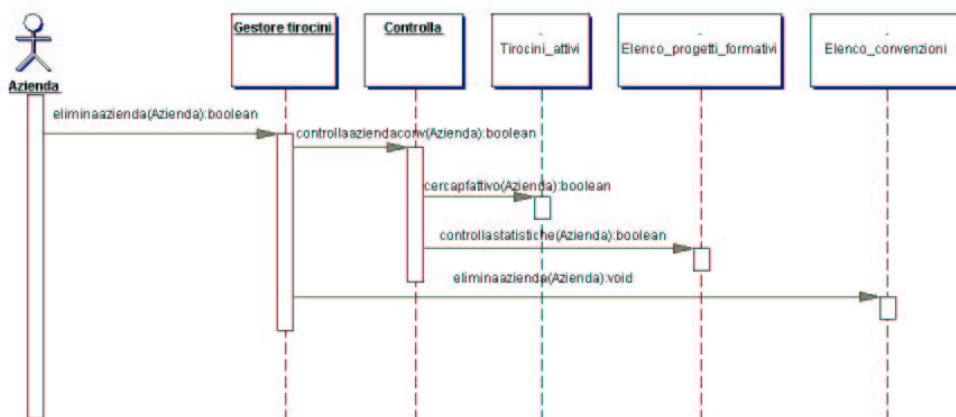 Gestore tirocini
Controlla
Tirocini_attivi
Elenco_progetti_formativi
Elenco_convenzioni
Azienda
eliminaazienda(Azienda):boolean
controllaaziendaconv(Azienda):boolean
cercapfattivo(Azienda):boolean
controllastatistiche(Azienda):boolean
eliminaazienda(Azienda):void